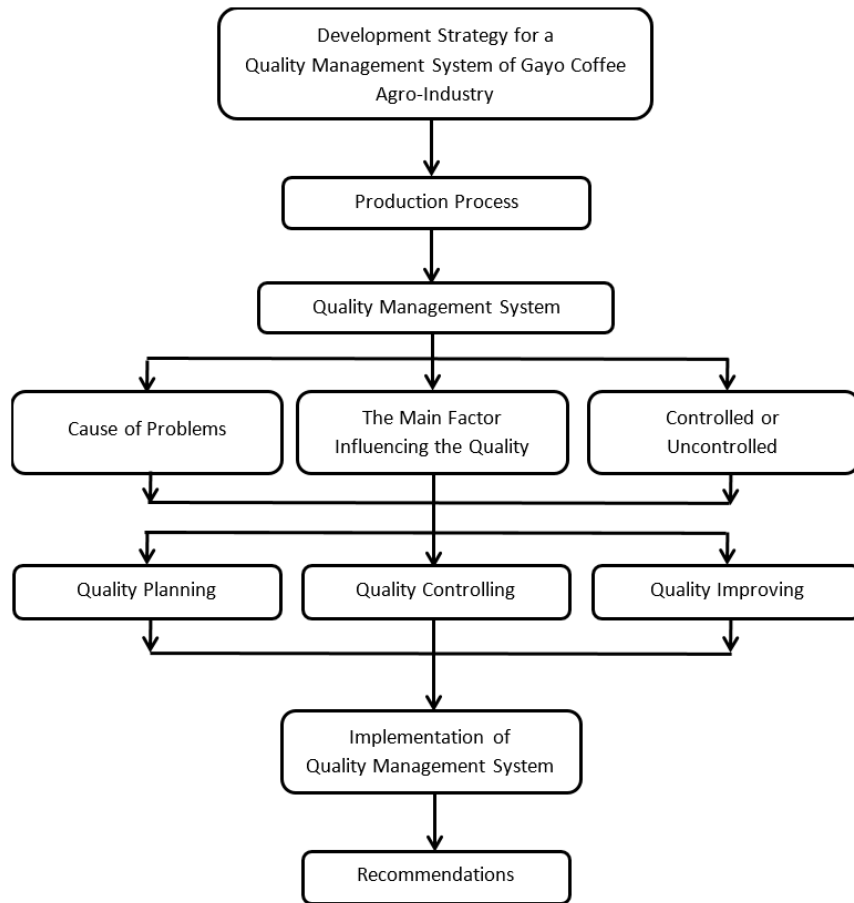 Development Strategy for a
Quality Management System of Gayo Coffee
Agro-Industry
Production Process
Quality Management System
Cause of Problems
The Main Factor
Influencing the Quality
Controlled or
Uncontrolled
Quality Planning
Quality Controlling
Quality Improving
Implementation of
Quality Management System
Recommendations